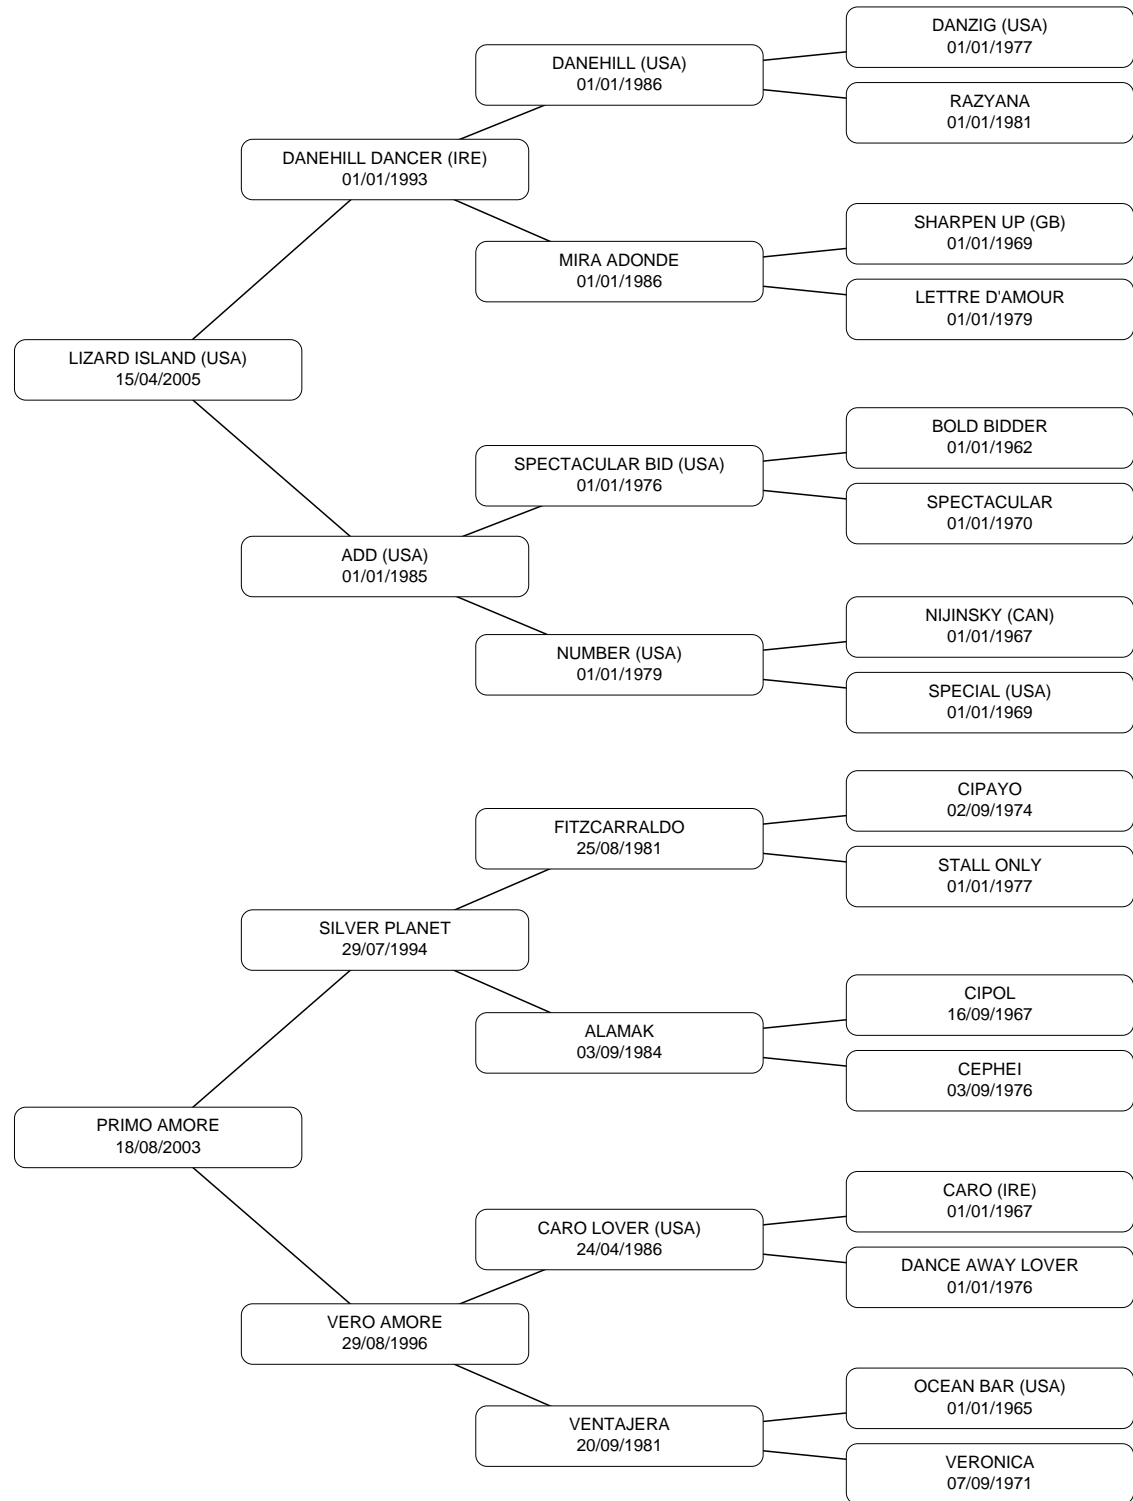 DANZIG (USA)
01/01/1977
DANEHILL (USA)
01/01/1986
RAZYANA
01/01/1981
DANEHILL DANCER (IRE)
01/01/1993
SHARPEN UP (GB)
01/01/1969
MIRA ADONDE
01/01/1986
LETTRE D'AMOUR
01/01/1979
LIZARD ISLAND (USA)
15/04/2005
BOLD BIDDER
01/01/1962
SPECTACULAR BID (USA)
01/01/1976
SPECTACULAR
01/01/1970
ADD (USA)
01/01/1985
NIJINSKY (CAN)
01/01/1967
NUMBER (USA)
01/01/1979
SPECIAL (USA)
01/01/1969
CIPAYO
02/09/1974
FITZCARRALDO
25/08/1981
STALL ONLY
01/01/1977
SILVER PLANET
29/07/1994
CIPOL
16/09/1967
ALAMAK
03/09/1984
CEPHEI
03/09/1976
PRIMO AMORE
18/08/2003
CARO (IRE)
01/01/1967
CARO LOVER (USA)
24/04/1986
DANCE AWAY LOVER
01/01/1976
VERO AMORE
29/08/1996
OCEAN BAR (USA)
01/01/1965
VENTAJERA
20/09/1981
VERONICA
07/09/1971